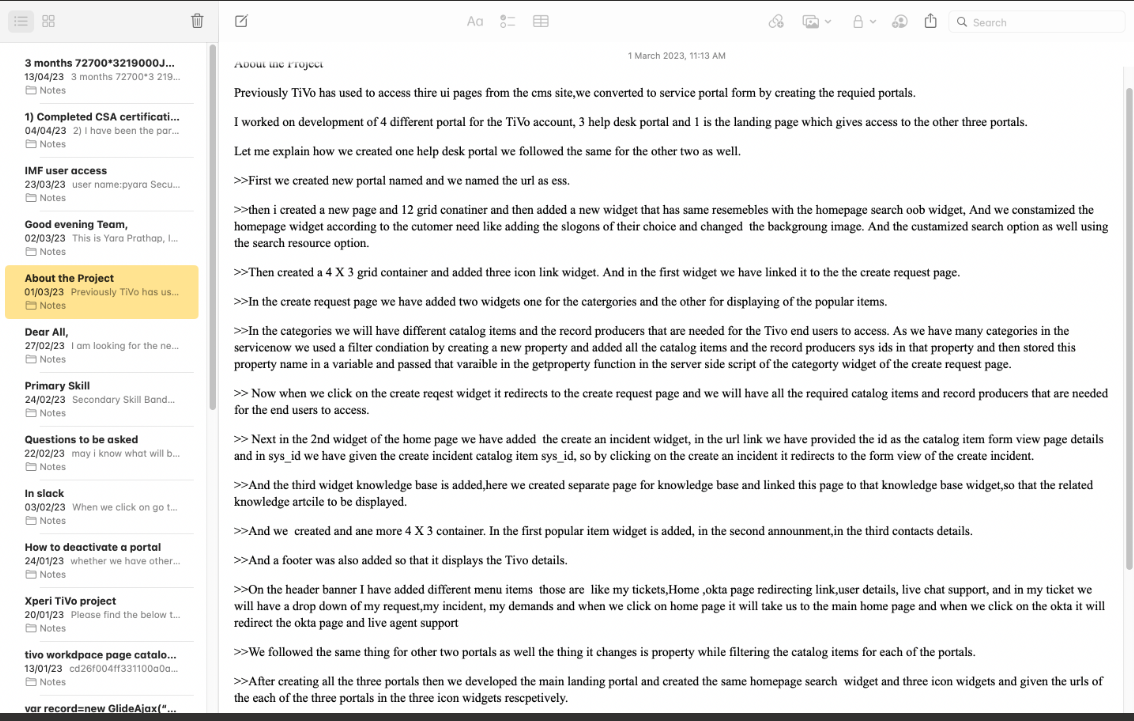 Aa
Search
3 months 72700*3219000J...
13/04/23 3 months 72700*3 219...
Notes
1) Completed CSA certificati...
04/04/23 2) I have been the par...
Notes
IMF user access
23/03/23 user name:pyara Secu...
Notes
Good evening Team,
02/03/23 This is Yara Prathap, I...
Notes
About the Project
01/03/23 Previously TiVo has us...
Notes
Dear All,
27/02/23 I am looking for the ne...
Notes
Primary Skill
24/02/23 Secondary Skill Band...
Notes
Questions to be asked
22/02/23 may i know what will b...
Notes
In slack
03/02/23 When we click on go t...
Notes
How to deactivate a portal
24/01/23 whether we have other...
Notes
Xperi TiVo project
20/01/23 Please find the below t...
Notes
tivo workdpace page catalo...
13/01/23 cd26f004ff331100a0a...
Notes
var record=new GlideAjax("...
1 March 2023, 11:13 AM
About the Project
Previously TiVo has used to access thire ui pages from the cms site,we converted to service portal form by creating the requied portals.
I worked on development of 4 different portal for the TiVo account, 3 help desk portal and 1 is the landing page which gives access to the other three portals.
Let me explain how we created one help desk portal we followed the same for the other two as well.
>>First we created new portal named and we named the url as ess.
>>then i created a new page and 12 grid conatiner and then added a new widget that has same resemebles with the homepage search oob widget, And we constamized the
homepage widget according to the cutomer need like adding the slogons of their choice and changed the backgroung image. And the custamized search option as well using
the search resource option.
>>Then created a 4 X 3 grid container and added three icon link widget. And in the first widget we have linked it to the the create request page.
>>In the create request page we have added two widgets one for the catergories and the other for displaying of the popular items.
>>In the categories we will have different catalog items and the record producers that are needed for the Tivo end users to access. As we have many categories in the
servicenow we used a filter condiation by creating a new property and added all the catalog items and the record producers sys ids in that property and then stored this
property name in a variable and passed that varaible in the getproperty function in the server side script of the categorty widget of the create request page.
>> Now when we click on the create reqest widget it redirects to the create request page and we will have all the required catalog items and record producers that are needed
for the end users to access.
>> Next in the 2nd widget of the home page we have added the create an incident widget, in the url link we have provided the id as the catalog item form view page details
and in sys_id we have given the create incident catalog item sys_id, so by clicking on the create an incident it redirects to the form view of the create incident.
>>And the third widget knowledge base is added,here we created separate page for knowledge base and linked this page to that knowledge base widget,so that the related
knowledge artcile to be displayed.
>>And we created and ane more 4 X 3 container. In the first popular item widget is added, in the second announment,in the third contacts details.
>>And a footer was also added so that it displays the Tivo details.
>>On the header banner I have added different menu items those are like my tickets,Home ,okta page redirecting link,user details, live chat support, and in my ticket we
will have a drop down of my request,my incident, my demands and when we click on home page it will take us to the main home page and when we click on the okta it will
redirect the okta page and live agent support
>>We followed the same thing for other two portals as well the thing it changes is property while filtering the catalog items for each of the portals.
>>After creating all the three portals then we developed the main landing portal and created the same homepage search widget and three icon widgets and given the urls of
the each of the three portals in the three icon widgets rescpetively.